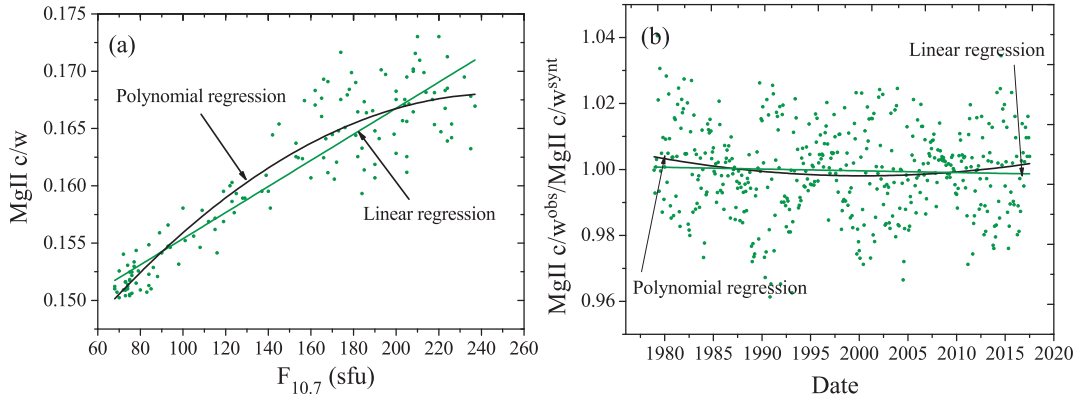 (a)
Polynomial regression
Linear regression
MgII c/w
0.175
0.170
0.165
0.160
0.155
0.150
60 80 100 120 140 160 180 200 220 240 260
F10.7 (sfu)
(b)
Linear regression
Polynomial regression
MgII c/wobs/MgII c/wsynt
1.04
1.02
1.00
0.98
0.96
1980 1985 1990 1995 2000 2005 2010 2015 2020
Date